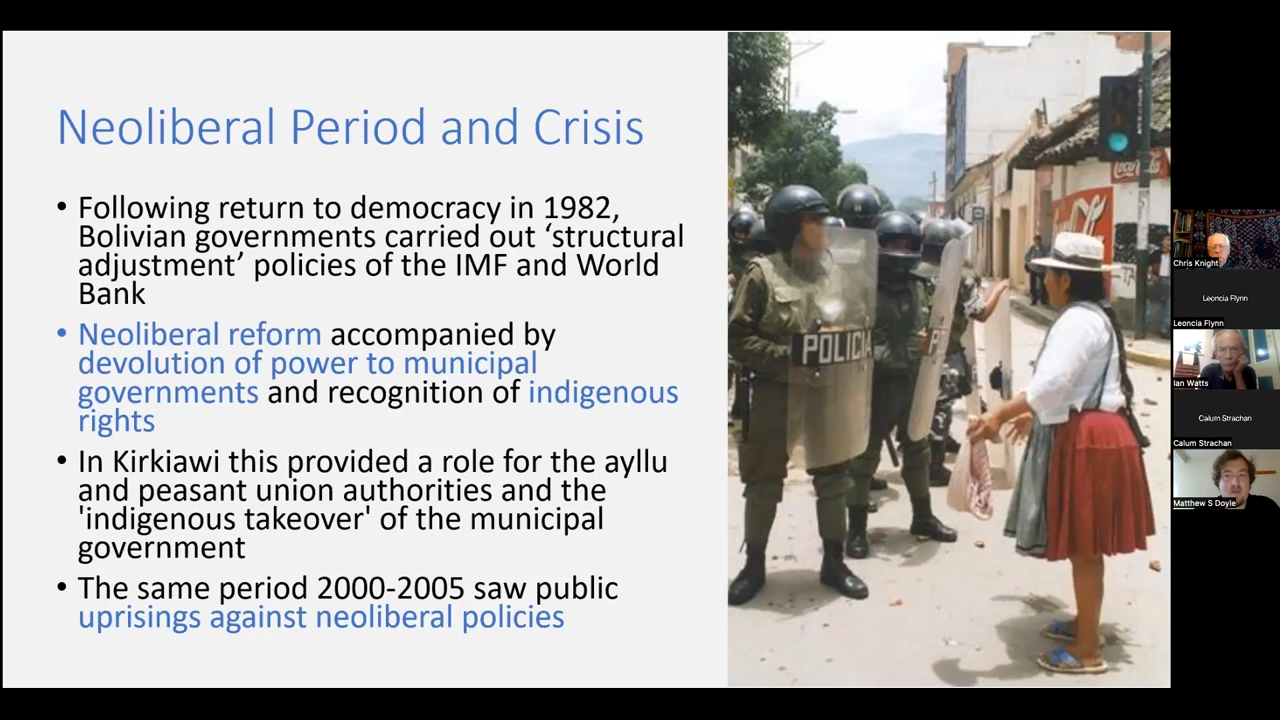 Neoliberal Period and Crisis
• Following return to democracy in 1982,
Bolivian governments carried out ‘structural
adjustment’ policies of the IMF and World
Bank
• Neoliberal reform accompanied by
devolution of power to municipal
governments and recognition of indigenous
rights
• In Kirkiawi this provided a role for the ayllu
and peasant union authorities and the
'indigenous takeover' of the municipal
government
• The same period 2000-2005 saw public
uprisings against neoliberal policies
POLICIA
P
Coca-Cola
Chris Knight
Leoncia Flynn
Leoncia Flynn
Ian Watts
Calum Strachan
Calum Strachan
Matthew S Doyle